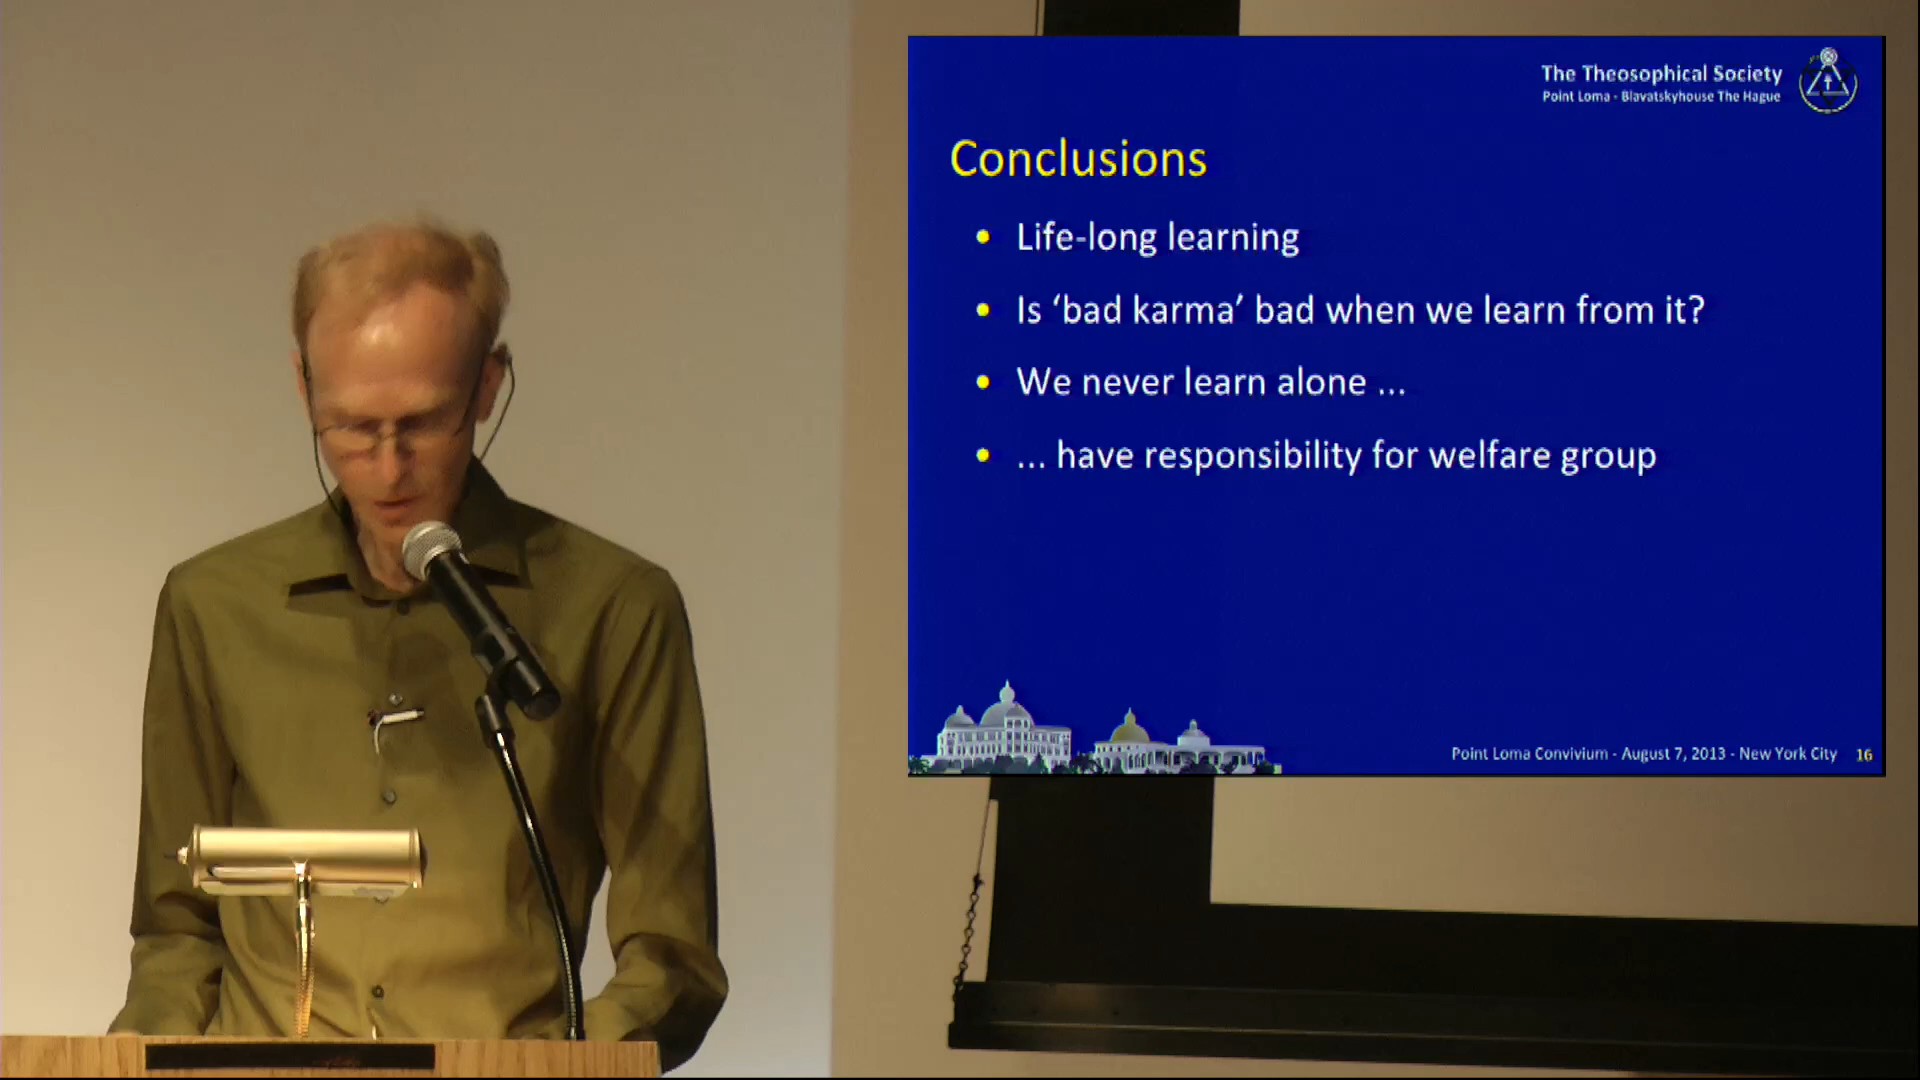 The Theosophical Society
Point Loma - Blavatskyhouse The Hague
Conclusions
• Life-long learning
• Is ‘bad karma’ bad when we learn from it?
• We never learn alone ...
• ... have responsibility for welfare group
Point Loma Convivium - August 7, 2013 - New York City 16